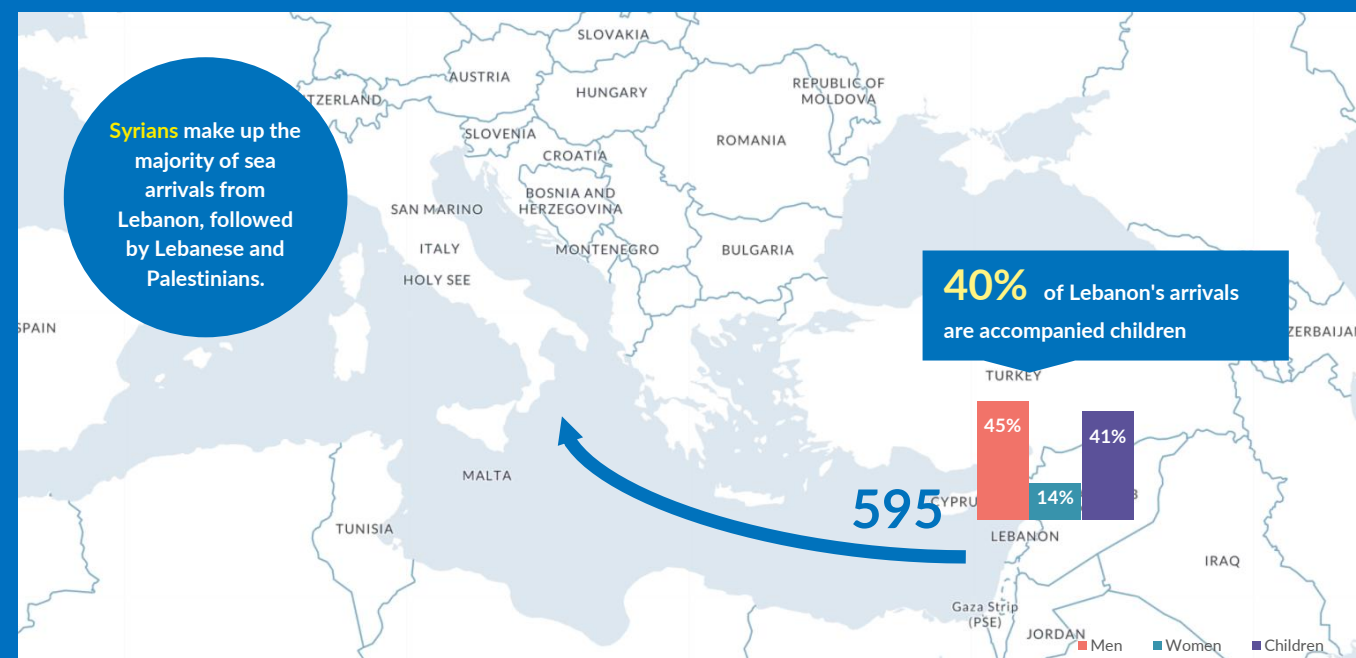 SLOVAKIA
AUSTRIA
TZERLAND
HUNGARY
REPUBLIC OF
MOLDOVA
Syrians make up the
majority of sea
arrivals from
Lebanon, followed
by Lebanese and
Palestinians.
SLOVENIA
ROMANIA
CROATIA
BOSNIA AND
HERZEGOVINA
SAN MARINO
ITALY
MONTENEGRO
BULGARIA
HOLY SEE
SPAIN
40% of Lebanon's arrivals
are accompanied children
ZERBAIJAN
TURKEY
45%
41%
14%
MALTA
595
CYPRU
TUNISIA
LEBANON
IRAQ
Gaza Strip
(PSE)
JORDAN
Men Women Children